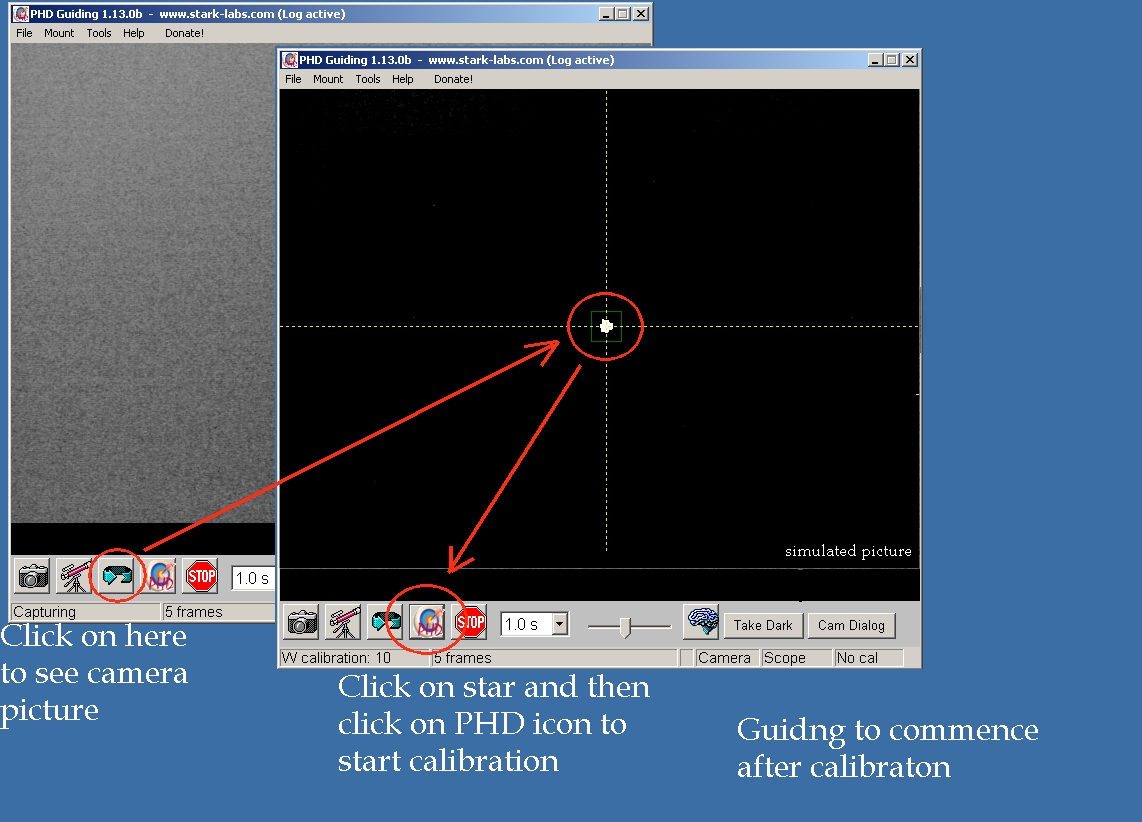 PHD Guiding 1.13.0b - www.stark-labs.com (Log active)
File Mount Tools Help Donate!
PHD Guiding 1.13.0b - www.stark-labs.com (Log active)
File Mount Tools Help Donate!
simulated picture
STOP
1.0 s
Capturing
5 frames
STOP
1.0 s
Take Dark
Cam Dialog
W calibration: 10
5 frames
Camera
Scope
No cal
Click on here
to see camera
picture
Click on star and then
click on PHD icon to
start calibration
Guidng to commence
after calibraton